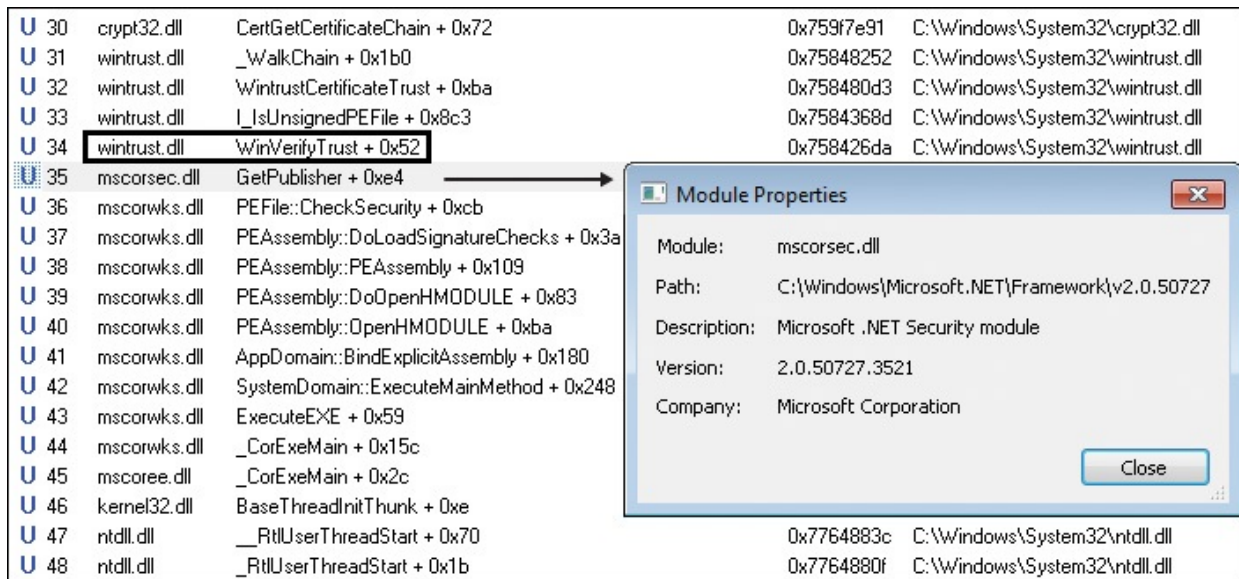 U 30 crypt32.dll CertGetCertificateChain + 0x72 0x759f7e91 C:\Windows\System32\crypt32.dll
U 31 wintrust.dll _WalkChain + 0x1b0 0x75848252 C:\Windows\System32\wintrust.dll
U 32 wintrust.dll WintrustCertificateTrust + 0xba 0x758480d3 C:\Windows\System32\wintrust.dll
U 33 wintrust.dll I_IsUnsignedPEFile + 0x8c3 0x7584368d C:\Windows\System32\wintrust.dll
U 34 wintrust.dll WinVerifyTrust + 0x52 0x758426da C:\Windows\System32\wintrust.dll
U 35 mscorsec.dll GetPublisher + 0xe4
U 36 mscorwks.dll PEFile::CheckSecurity + 0xcb
U 37 mscorwks.dll PEAssembly::DoLoadSignatureChecks + 0x3a
U 38 mscorwks.dll PEAssembly::PEAssembly + 0x109
U 39 mscorwks.dll PEAssembly::DoOpenHMODULE + 0x83
U 40 mscorwks.dll PEAssembly::OpenHMODULE + 0xba
U 41 mscorwks.dll AppDomain::BindExplicitAssembly + 0x180
U 42 mscorwks.dll SystemDomain::ExecuteMainMethod + 0x248
U 43 mscorwks.dll ExecuteEXE + 0x59
U 44 mscorwks.dll _CorExeMain + 0x15c
U 45 mscoree.dll _CorExeMain + 0x2c
U 46 kernel32.dll BaseThreadInitThunk + 0xe
U 47 ntdll.dll __RtlUserThreadStart + 0x70 0x7764883c C:\Windows\System32\ntdll.dll
U 48 ntdll.dll _RtlUserThreadStart + 0x1b 0x7764880f C:\Windows\System32\ntdll.dll
Module Properties
Module: mscorsec.dll
Path: C:\Windows\Microsoft.NET\Framework\v2.0.50727
Description: Microsoft .NET Security module
Version: 2.0.50727.3521
Company: Microsoft Corporation
Close